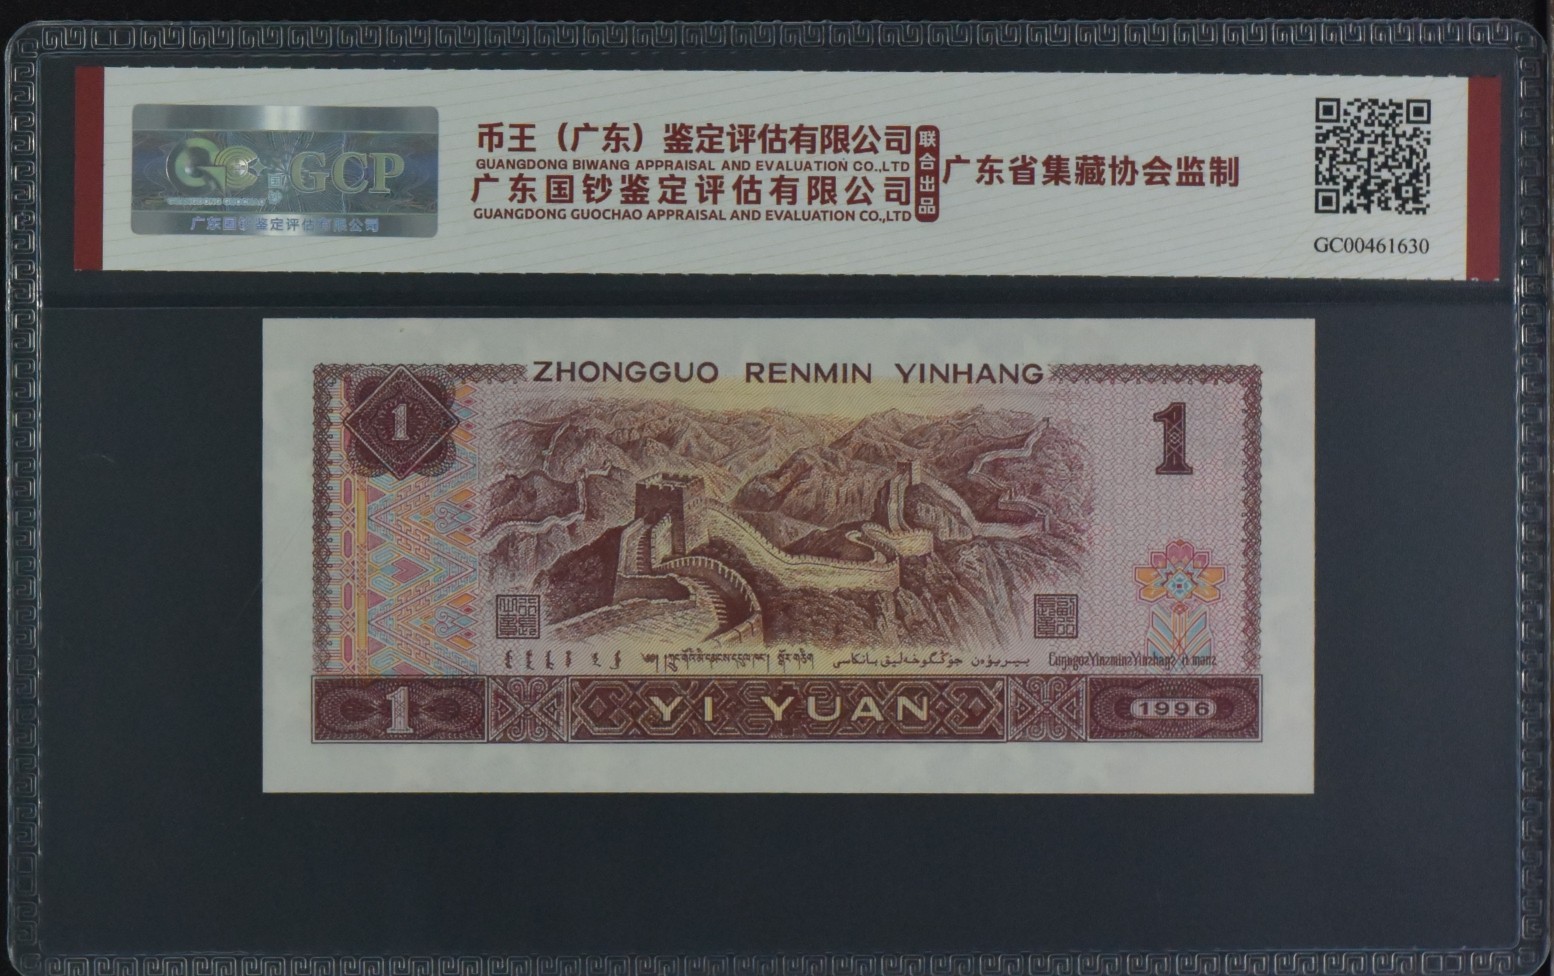 GCP
广东国钞鉴定评估有限公司
币王（广东）鉴定评估有限公司
GUANGDONG BIWANG APPRAISAL AND EVALUATION CO.,LTD
广东国钞鉴定评估有限公司
GUANGDONG GUOCHAO APPRAISAL AND EVALUATION CO.,LTD
联合出品
广东省集藏协会监制
GC00461630
ZHONGGUO RENMIN YINHANG
1
1
1
YI YUAN
1996